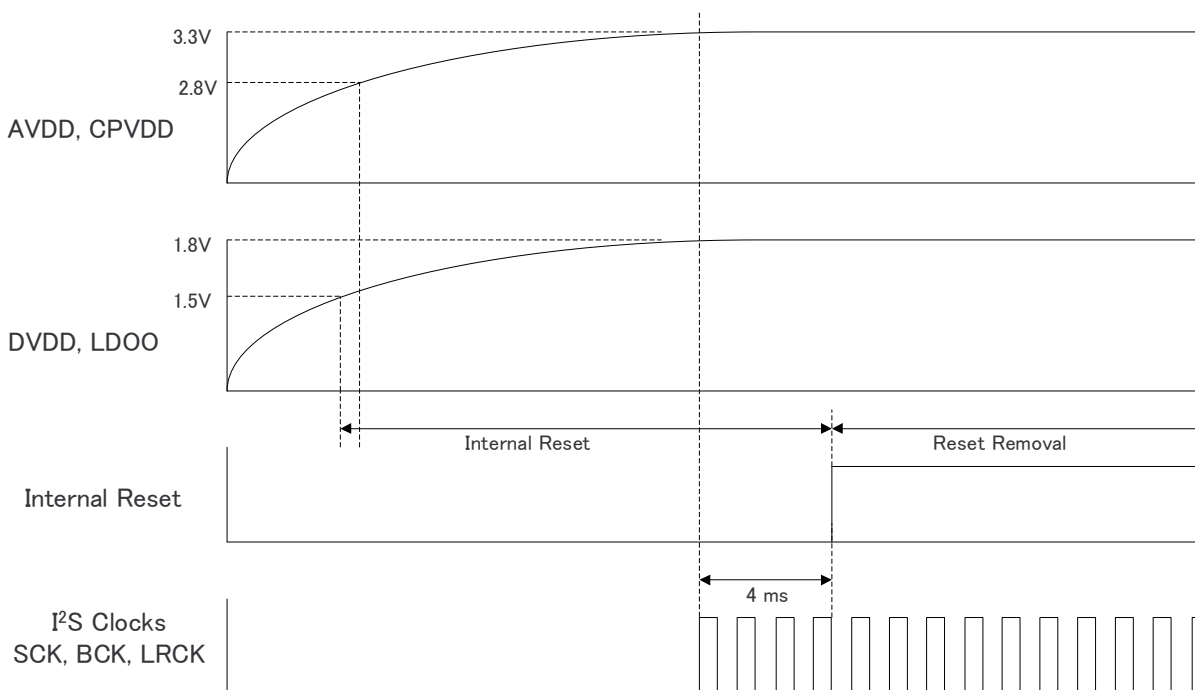 3.3V
2.8V
AVDD, CPVDD
1.8V
1.5V
DVDD, LDOO
Internal Reset
Reset Removal
Internal Reset
4 ms
I²S Clocks
SCK, BCK, LRCK